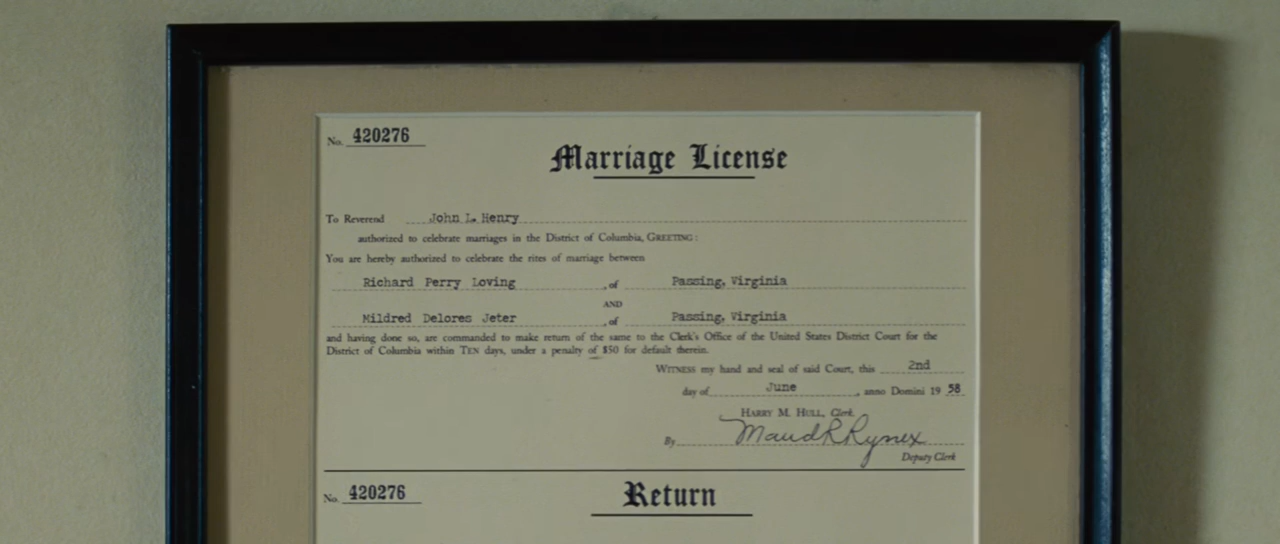 No. 420276
Marriage License
To Reverend John L. Henry
authorized to celebrate marriages in the District of Columbia, GREETING:
You are hereby authorized to celebrate the rites of marriage between
Richard Perry Loving, of Passing, Virginia
AND
Mildred Delores Jeter, of Passing, Virginia
and having done so, are commanded to make return of the same to the Clerk's Office of the United States District Court for the
District of Columbia within TEN days, under a penalty of $50 for default therein.
WITNESS my hand and seal of said Court, this 2nd
day of June, anno Domini 1958
HARRY M. HULL, Clerk.
By Maud R Rynex
Deputy Clerk
No. 420276
Return